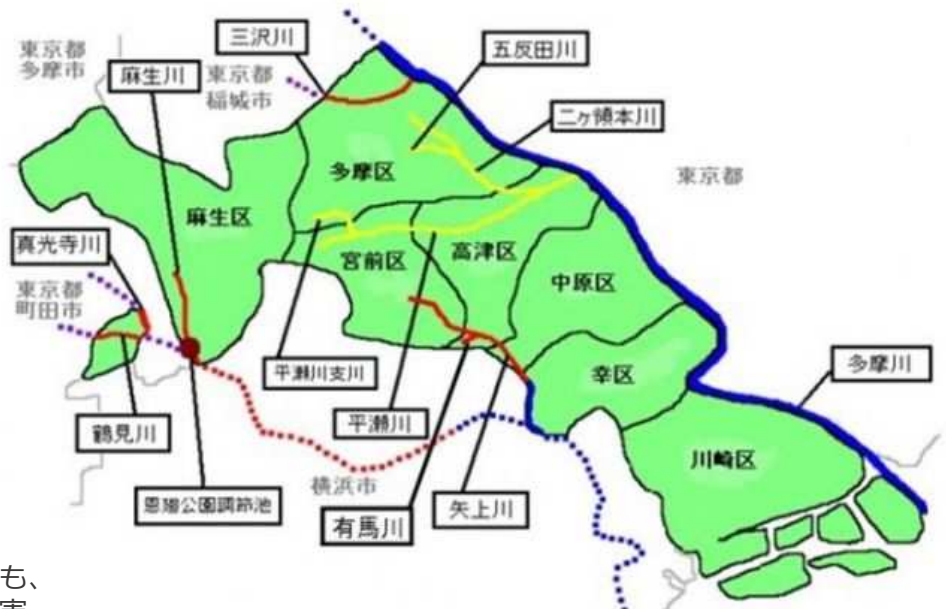 三沢川
五反田川
東京都
多摩市
麻生川
東京都
稲城市
二ヶ領本川
多摩区
東京都
麻生区
真光寺川
宮前区
高津区
中原区
東京都
町田市
平瀬川支川
幸区
多摩川
平瀬川
鶴見川
川崎区
横浜市
恩廻公園調節池
有馬川
矢上川
も、